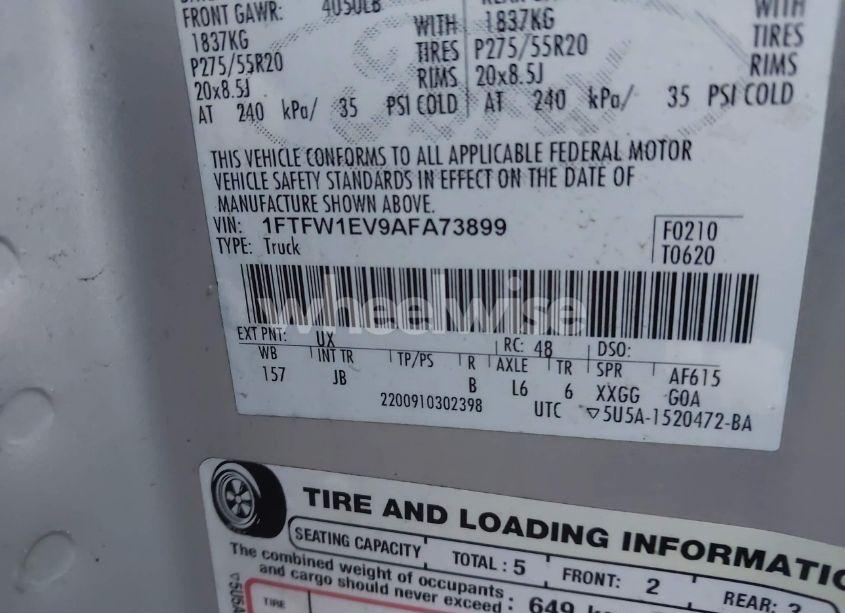 FRONT GAWR: 4050LB
1837KG WITH
P275/55R20 TIRES
20x8.5J RIMS
AT 240 kPa/ 35 PSI COLD
WITH
1837KG TIRES
P275/55R20 RIMS
20x8.5J
AT 240 kPa/ 35 PSI COLD
THIS VEHICLE CONFORMS TO ALL APPLICABLE FEDERAL MOTOR
VEHICLE SAFETY STANDARDS IN EFFECT ON THE DATE OF
MANUFACTURE SHOWN ABOVE.
VIN: 1FTFW1EV9AFA73899
TYPE: Truck
F0210
T0620
wheelwise
EXT PNT: UX RC: 48 DSO:
WB INT TR TP/PS R AXLE TR SPR AF615
157 JB B L6 6 XXGG GOA
2200910302398 UTC ▽5U5A-1520472-BA
TIRE AND LOADING INFORMATIO
SEATING CAPACITY TOTAL: 5 FRONT: 2 REAR:
The combined weight of occupants
and cargo should never exceed: 649
TIRE